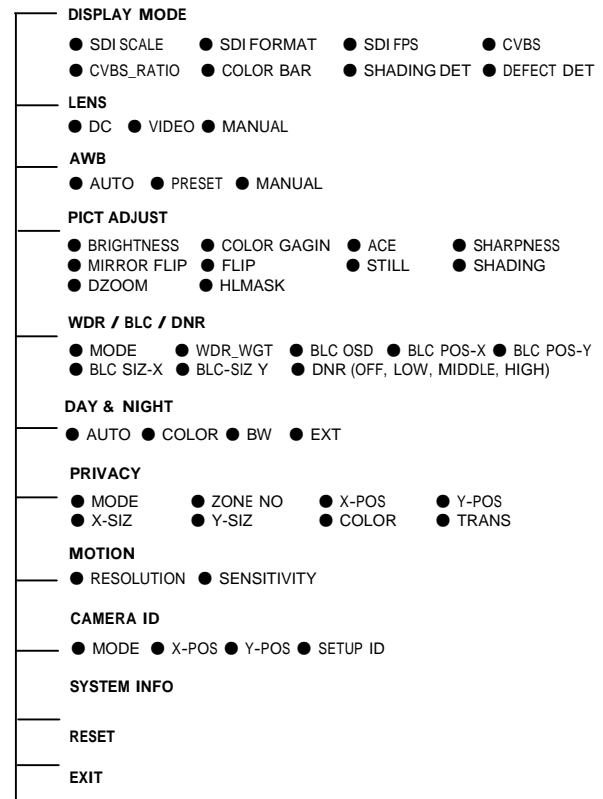 DISPLAY MODE
● SDI SCALE ● SDI FORMAT ● SDI FPS ● CVBS
● CVBS_RATIO ● COLOR BAR ● SHADING DET ● DEFECT DET
LENS
● DC ● VIDEO ● MANUAL
AWB
● AUTO ● PRESET ● MANUAL
PICT ADJUST
● BRIGHTNESS ● COLOR GAGIN ● ACE ● SHARPNESS
● MIRROR FLIP ● FLIP ● STILL ● SHADING
● DZOOM ● HLMASK
WDR / BLC / DNR
● MODE ● WDR_WGT ● BLC OSD ● BLC POS-X ● BLC POS-Y
● BLC SIZ-X ● BLC-SIZ Y ● DNR (OFF, LOW, MIDDLE, HIGH)
DAY & NIGHT
● AUTO ● COLOR ● BW ● EXT
PRIVACY
● MODE ● ZONE NO ● X-POS ● Y-POS
● X-SIZ ● Y-SIZ ● COLOR ● TRANS
MOTION
● RESOLUTION ● SENSITIVITY
CAMERA ID
● MODE ● X-POS ● Y-POS ● SETUP ID
SYSTEM INFO
RESET
EXIT